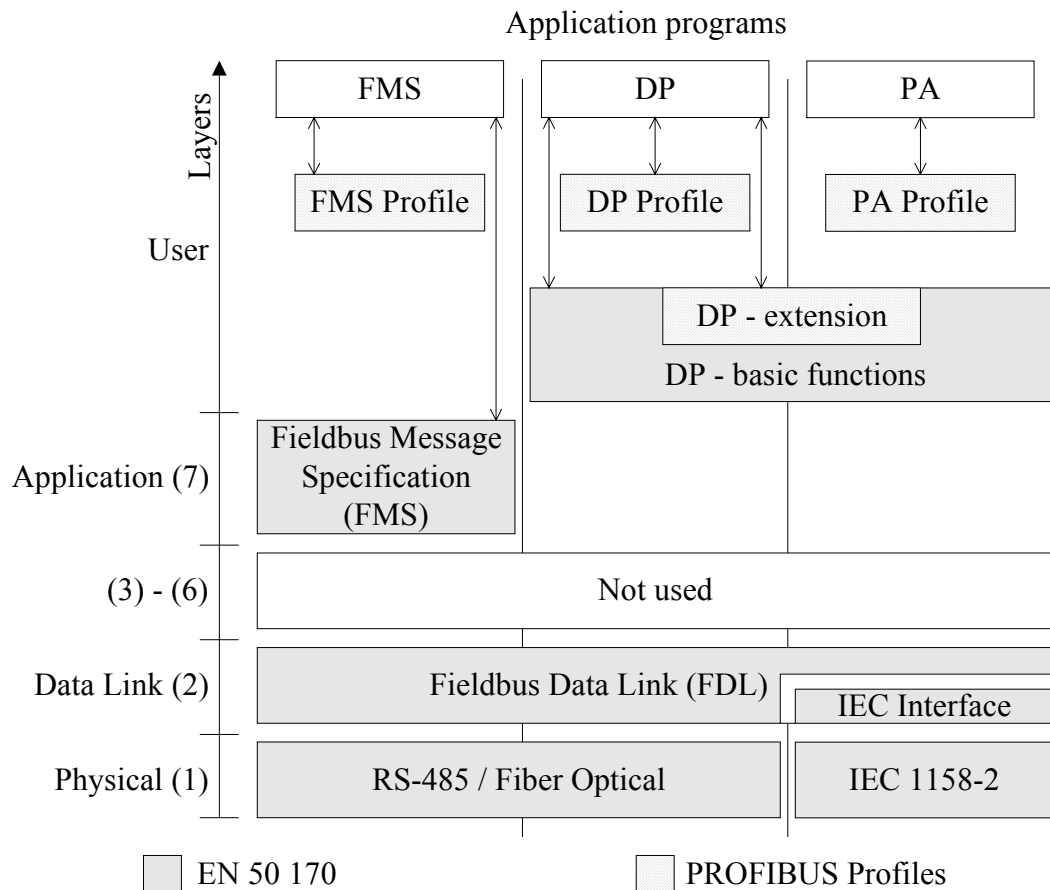 Application programs
FMS
DP
PA
Layers
FMS Profile
DP Profile
PA Profile
User
DP - extension
DP - basic functions
Fieldbus Message
Specification
(FMS)
Application (7)
(3) - (6)
Not used
Data Link (2)
Fieldbus Data Link (FDL)
IEC Interface
Physical (1)
RS-485 / Fiber Optical
IEC 1158-2
EN 50 170
PROFIBUS Profiles